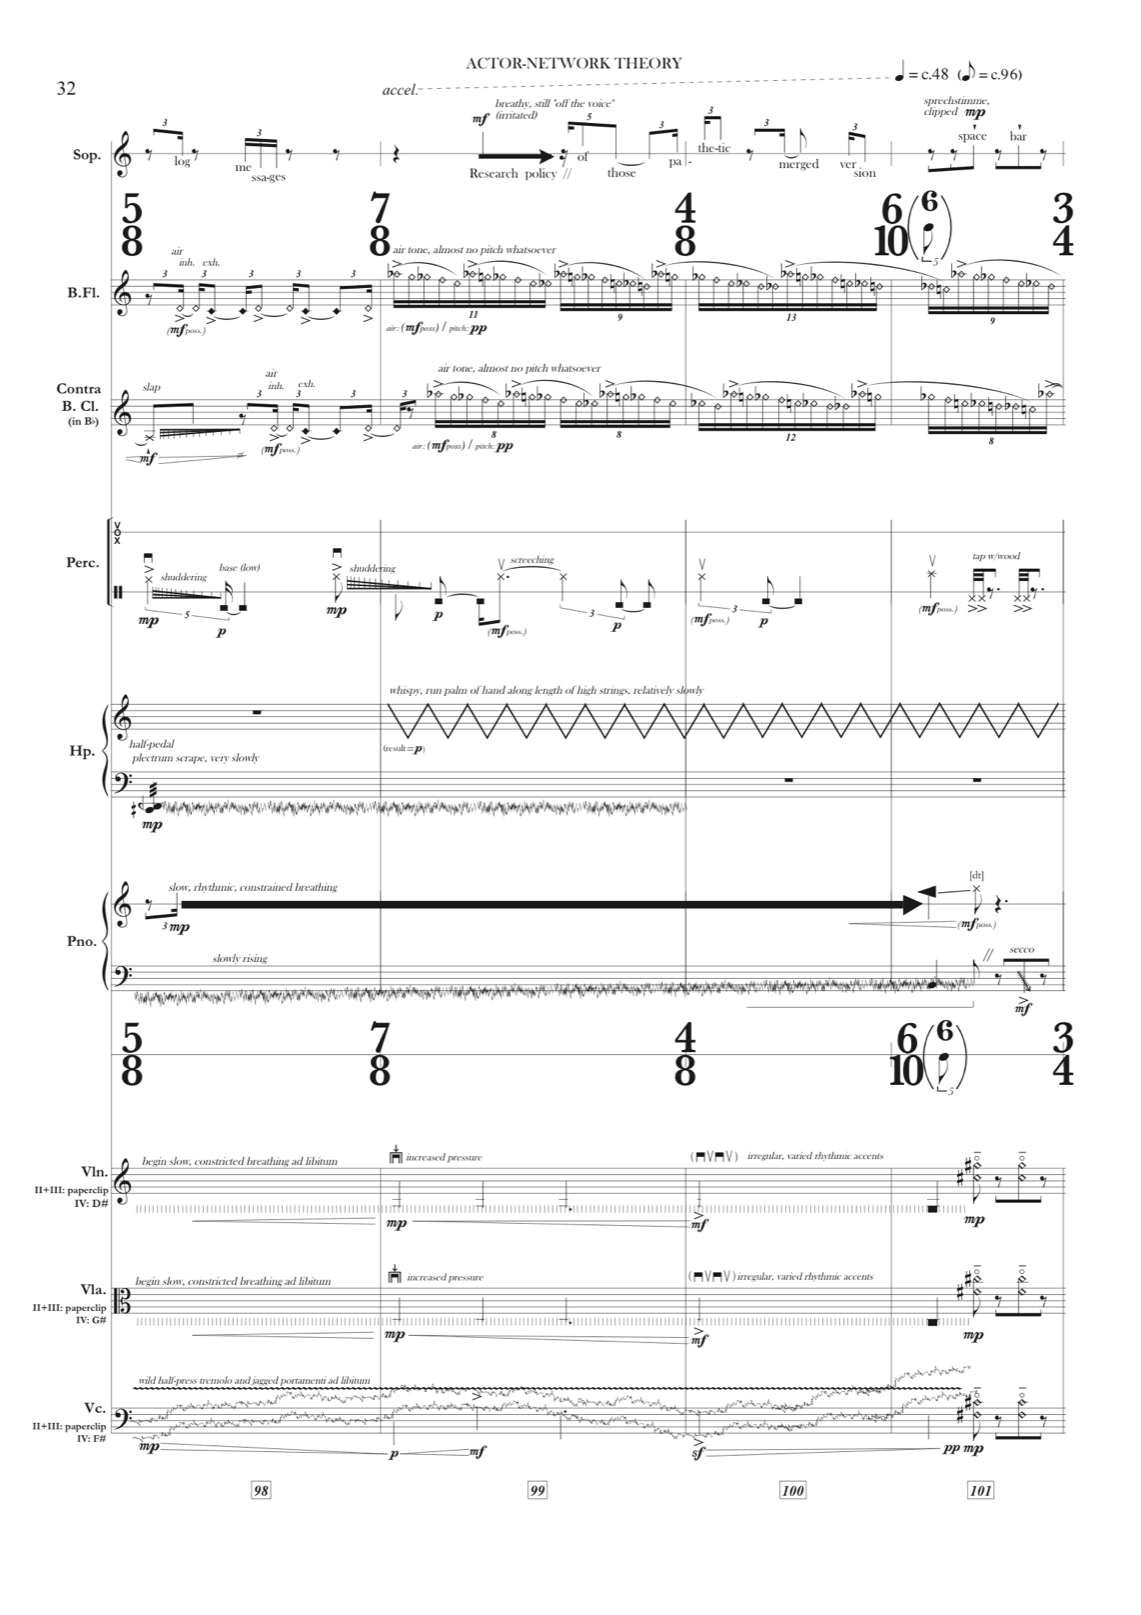 ACTOR-NETWORK THEORY
32
accel.
♩ = c.48 (♪ = c.96)
breathy, still "off the voice"
(irritated)
mf
sprechstimme,
clipped mp
3 3 5 3 3 3 3
Sop.
log me ssa-ges Research policy // of those pa - the-tic merged ver sion space bar
5 7 4 6 (6) 3
8 8 8 10 5 4
air
inh. exh.
air tone, almost no pitch whatsoever
3 3 3 3 3
B.Fl.
11 9 13 9
(mf poss.)
air: (mf poss) / pitch: pp
air tone, almost no pitch whatsoever
slap
air
inh. exh.
3 3 3 3
Contra
B. Cl.
(in B♭)
8 8 12 8
mf
(mf poss.)
air: (mf poss) / pitch: pp
VOX
Perc.
shuddering
base (low)
shuddering
screeching
tap w/wood
mp 5 p mp p (mf poss.) 3 p (mf poss.) 3 p (mf poss.)
whispy, run palm of hand along length of high strings, relatively slowly
Hp.
half-pedal
plectrum scrape, very slowly
(result = p)
mp
slow, rhythmic, constrained breathing
[dt]
3 mp
(mf poss.)
Pno.
slowly rising
// secco
mf
5 7 4 6 (6) 3
8 8 8 10 5 4
begin slow, constricted breathing ad libitum
increased pressure
irregular, varied rhythmic accents
Vln.
II+III: paperclip
IV: D#
mp mf mp
begin slow, constricted breathing ad libitum
increased pressure
irregular, varied rhythmic accents
Vla.
II+III: paperclip
IV: G#
mp mf mp
wild half-press tremolo and jagged portamenti ad libitum
Vc.
II+III: paperclip
IV: F#
mp p mf sf pp mp
98 99 100 101